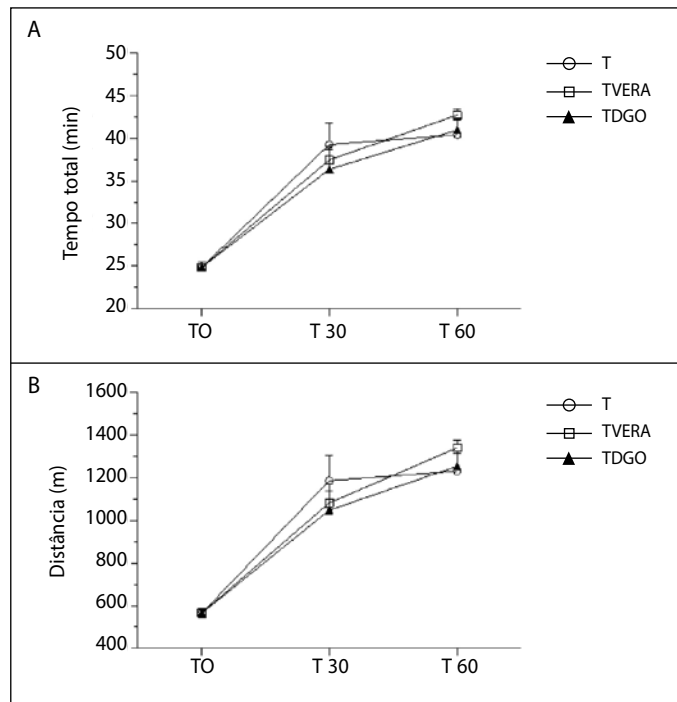 A
Tempo total (min)
50
45
40
35
30
25
20
TO
T 30
T 60
T
TVERA
TDGO
B
Distância (m)
1600
1400
1200
1000
800
600
400
TO
T 30
T 60
T
TVERA
TDGO